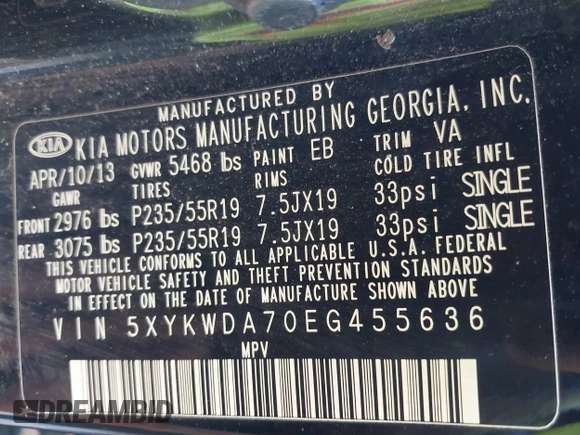 MANUFACTURED BY
KIA KIA MOTORS MANUFACTURING GEORGIA, INC.
APR/10/13 GVWR 5468 lbs PAINT EB TRIM VA
GAWR TIRES RIMS COLD TIRE INFL
FRONT 2976 lbs P235/55R19 7.5JX19 33psi SINGLE
REAR 3075 lbs P235/55R19 7.5JX19 33psi SINGLE
THIS VEHICLE CONFORMS TO ALL APPLICABLE U.S.A. FEDERAL
MOTOR VEHICLE SAFETY AND THEFT PREVENTION STANDARDS
IN EFFECT ON THE DATE OF MANUFACTURE SHOWN ABOVE
VIN 5XYKWDA70EG455636
MPV
DREAMBID